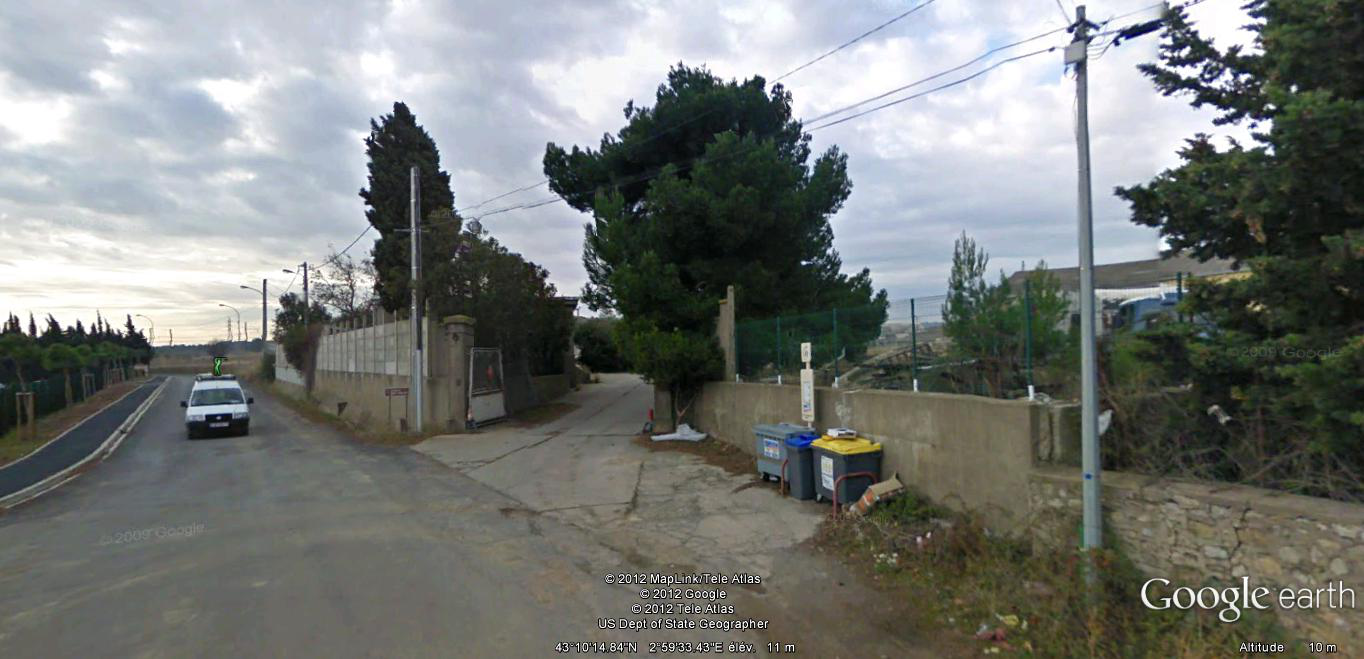 © 2009 Google
© 2009 Google
© 2012 MapLink/Tele Atlas
© 2012 Google
© 2012 Tele Atlas
US Dept of State Geographer
Google earth
43°10'14.84"N 2°59'33.43"E élév. 11 m
Altitude 10 m